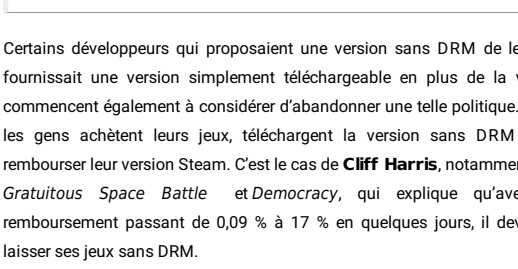 Certains développeurs qui proposaient une version sans DRM de le
fournissait une version simplement téléchargeable en plus de la v
commencent également à considérer d'abandonner une telle politique.
les gens achètent leurs jeux, téléchargent la version sans DRM
rembourser leur version Steam. C'est le cas de Cliff Harris, notammen
Gratuitous Space Battle et Democracy, qui explique qu'ave
remboursement passant de 0,09 % à 17 % en quelques jours, il dev
laisser ses jeux sans DRM.